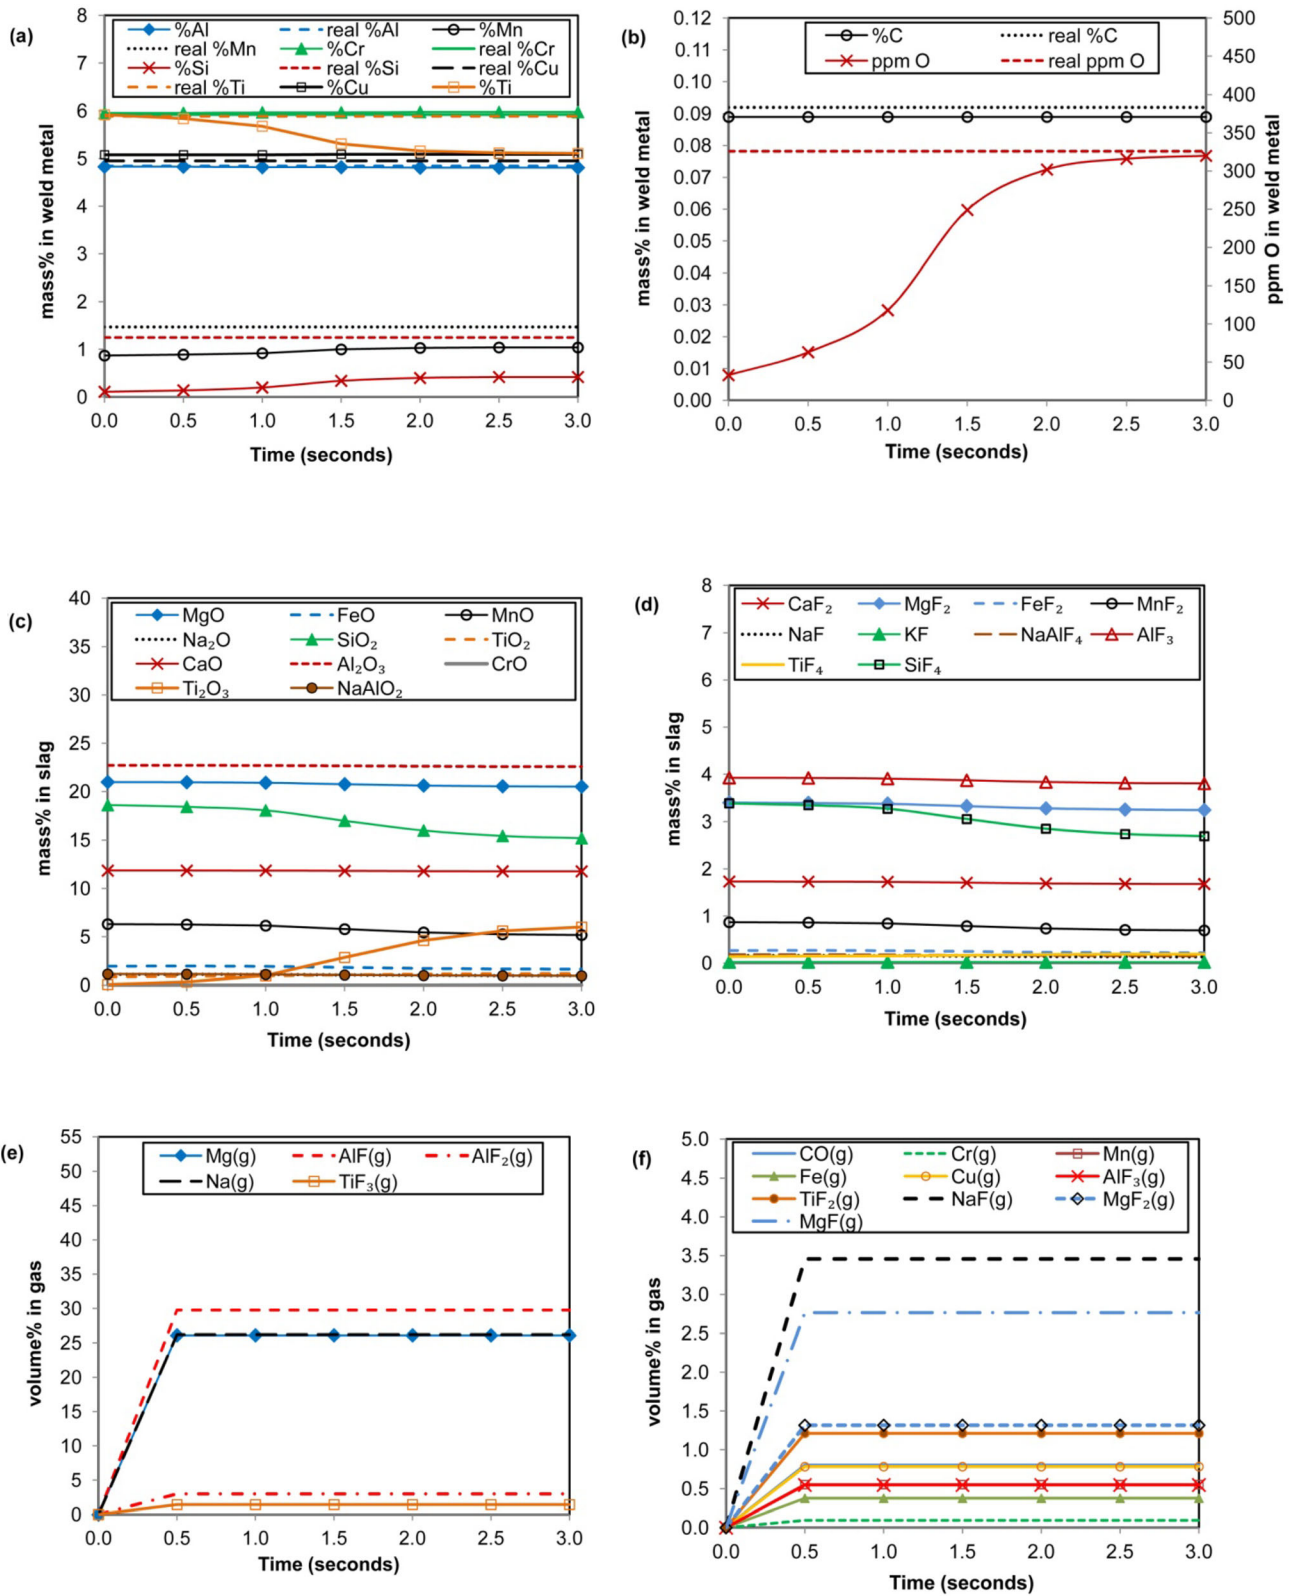 (a)
%Al real %Al %Mn
real %Mn %Cr real %Cr
%Si real %Si real %Cu
real %Ti %Cu %Ti
8
7
6
5
4
3
2
1
0
mass% in weld metal
0.0 0.5 1.0 1.5 2.0 2.5 3.0
Time (seconds)
(b)
%C real %C
ppm O real ppm O
0.12
0.11
0.10
0.09
0.08
0.07
0.06
0.05
0.04
0.03
0.02
0.01
0.00
mass% in weld metal
500
450
400
350
300
250
200
150
100
50
0
ppm O in weld metal
0.0 0.5 1.0 1.5 2.0 2.5 3.0
Time (seconds)
(c)
MgO FeO MnO
Na₂O SiO₂ TiO₂
CaO Al₂O₃ CrO
Ti₂O₃ NaAlO₂
40
35
30
25
20
15
10
5
0
mass% in slag
0.0 0.5 1.0 1.5 2.0 2.5 3.0
Time (seconds)
(d)
CaF₂ MgF₂ FeF₂ MnF₂
NaF KF NaAlF₄ AlF₃
TiF₄ SiF₄
8
7
6
5
4
3
2
1
0
mass% in slag
0.0 0.5 1.0 1.5 2.0 2.5 3.0
Time (seconds)
(e)
Mg(g) AlF(g) AlF₂(g)
Na(g) TiF₃(g)
55
50
45
40
35
30
25
20
15
10
5
0
volume% in gas
0.0 0.5 1.0 1.5 2.0 2.5 3.0
Time (seconds)
(f)
CO(g) Cr(g) Mn(g)
Fe(g) Cu(g) AlF₃(g)
TiF₂(g) NaF(g) MgF₂(g)
MgF(g)
5.0
4.5
4.0
3.5
3.0
2.5
2.0
1.5
1.0
0.5
0.0
volume% in gas
0.0 0.5 1.0 1.5 2.0 2.5 3.0
Time (seconds)